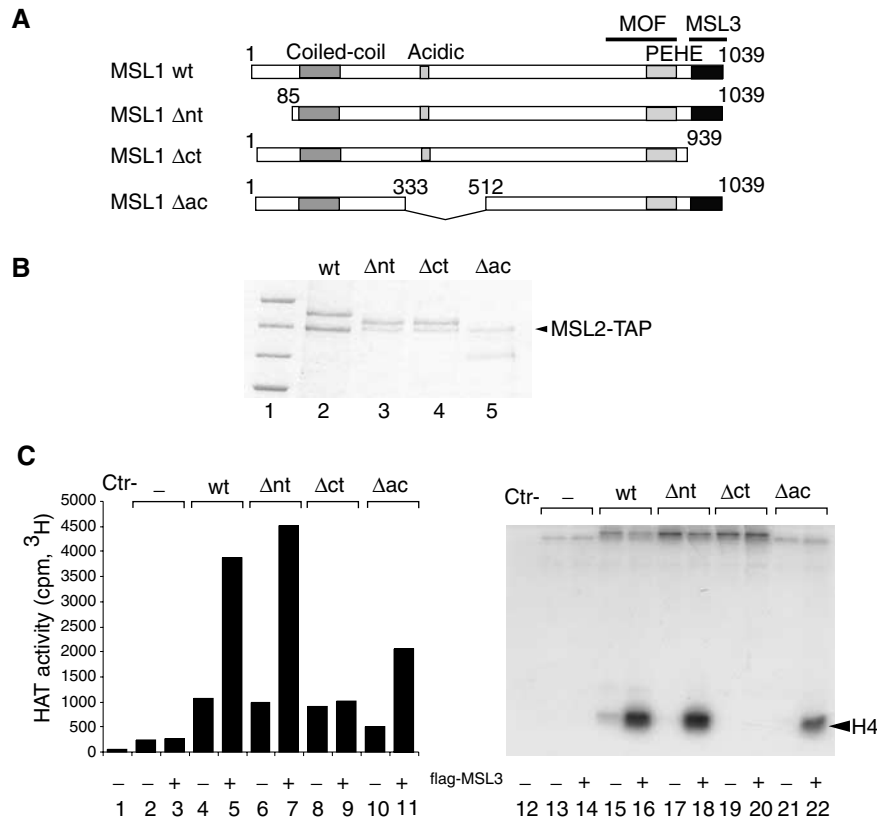 A
MOF MSL3
1 Coiled-coil Acidic PEHE 1039
MSL1 wt
85 1039
MSL1 Δnt
1 939
MSL1 Δct
1 333 512 1039
MSL1 Δac
B
wt Δnt Δct Δac
MSL2-TAP
1 2 3 4 5
C
Ctr- – wt Δnt Δct Δac
5000
4500
4000
3500
3000
2500
2000
1500
1000
500
0
HAT activity (cpm, ³H)
– – + – + – + – + – +
1 2 3 4 5 6 7 8 9 10 11
flag-MSL3
Ctr- – wt Δnt Δct Δac
H4
– – + – + – + – + – +
12 13 14 15 16 17 18 19 20 21 22